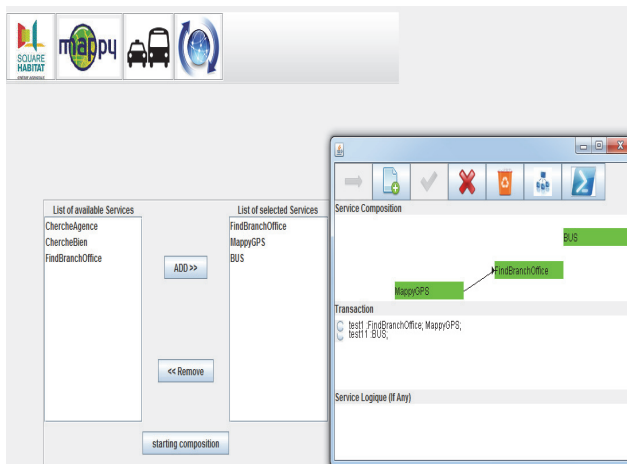 SQUARE
HABITAT
mappy
List of available Services
ChercheAgence
ChercheBien
FindBranchOffice
ADD >>
<< Remove
starting composition
List of selected Services
FindBranchOffice
MappyGPS
BUS
Service Composition
BUS
FindBranchOffice
MappyGPS
Transaction
test1 :FindBranchOffice; MappyGPS;
test11 :BUS;
Service Logique (If Any)